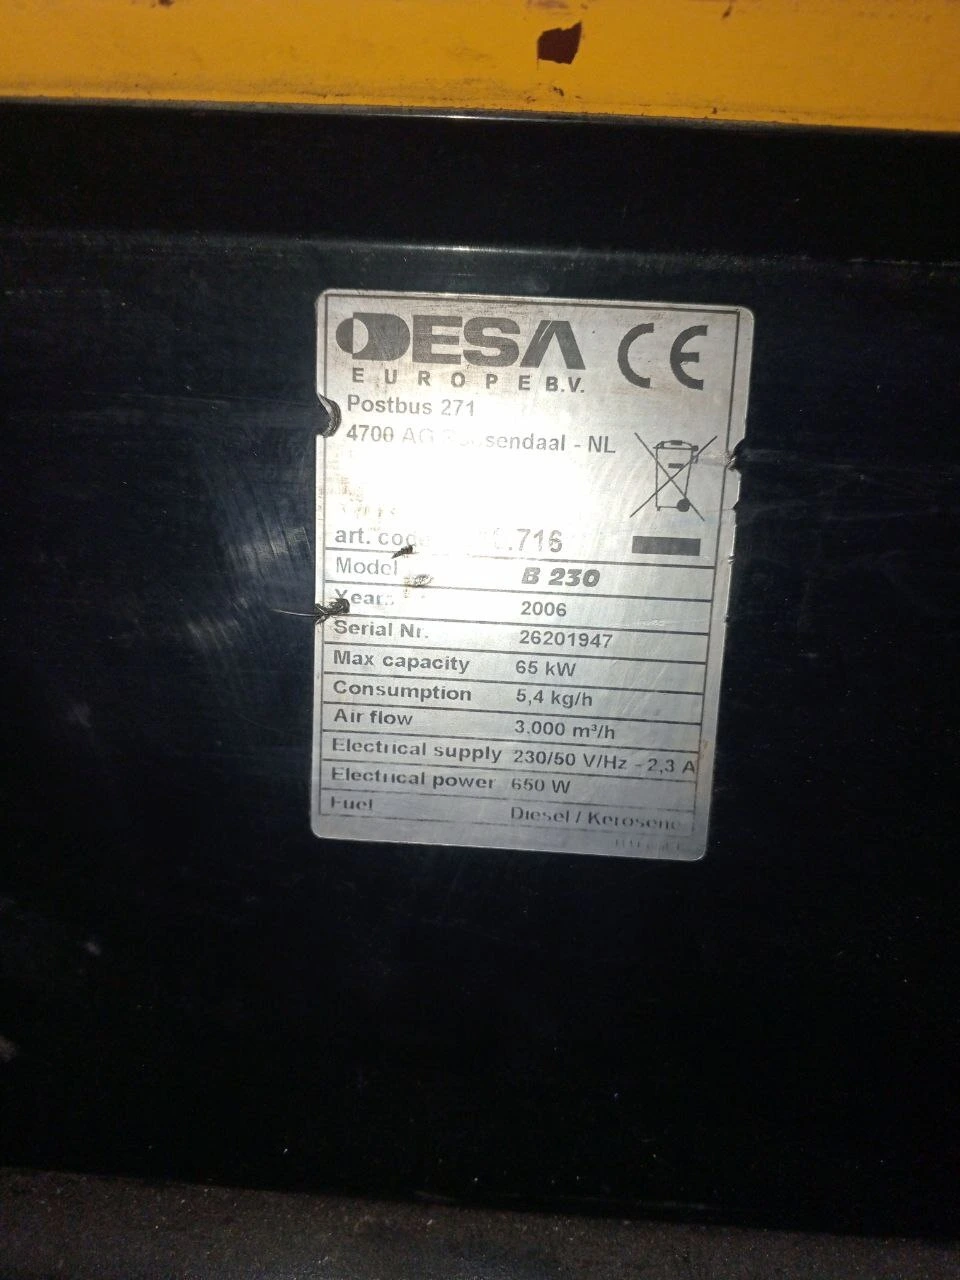 DESA CE
EUROPE B.V.
Postbus 271
4700 AG sendaal - NL
art. code .716
Model B 230
Year: 2006
Serial Nr. 26201947
Max capacity 65 kW
Consumption 5,4 kg/h
Air flow 3.000 m³/h
Electrical supply 230/50 V/Hz - 2,3 A
Electrical power 650 W
Fuel Diesel / Kerosene